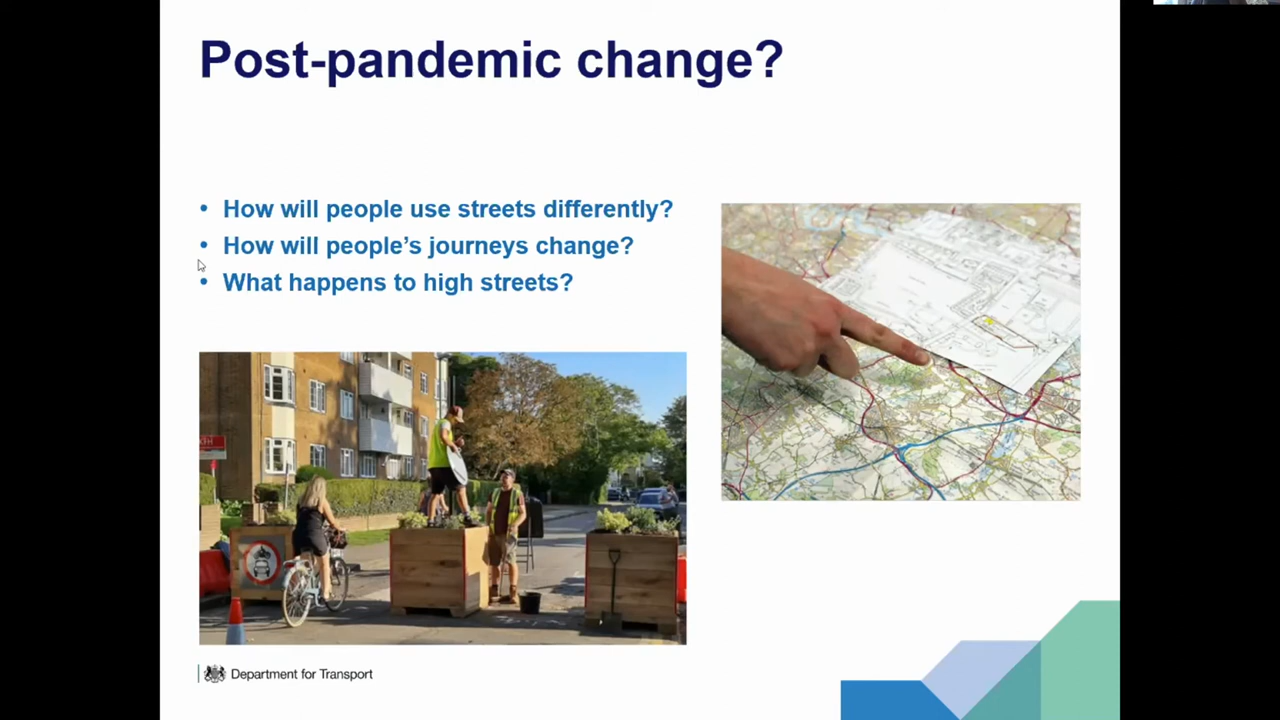 Post-pandemic change?
• How will people use streets differently?
• How will people’s journeys change?
• What happens to high streets?
Department for Transport